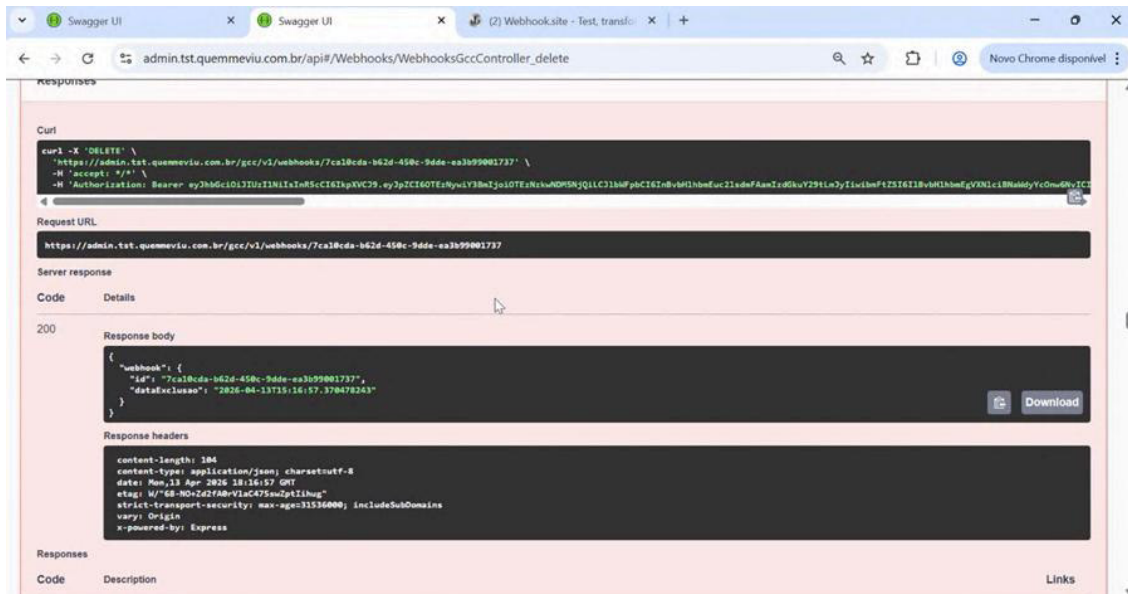 Swagger UI
Swagger UI
(2) Webhook.site - Test, transfo
admin.tst.quemmeviu.com.br/api#/Webhooks/WebhooksGccController_delete
Novo Chrome disponível
Responses
Curl
curl -X 'DELETE' \
'https://admin.tst.quemmeviu.com.br/gcc/v1/webhooks/7ca10cda-b62d-450c-9dde-ea3b99001737' \
-H 'accept: */*' \
-H 'Authorization: Bearer
Request URL
https://admin.tst.quemmeviu.com.br/gcc/v1/webhooks/7ca10cda-b62d-450c-9dde-ea3b99001737
Server response
Code Details
200
Response body
{
"webhook": {
"id": "7ca10cda-b62d-450c-9dde-ea3b99001737",
"dataExclusao": "2026-04-13T15:16:57.370478243"
}
}
Download
Response headers
content-length: 104
content-type: application/json; charset=utf-8
date: Mon,13 Apr 2026 18:16:57 GMT
etag:
strict-transport-security: max-age=31536000; includeSubDomains
vary: Origin
x-powered-by: Express
Responses
Code Description Links